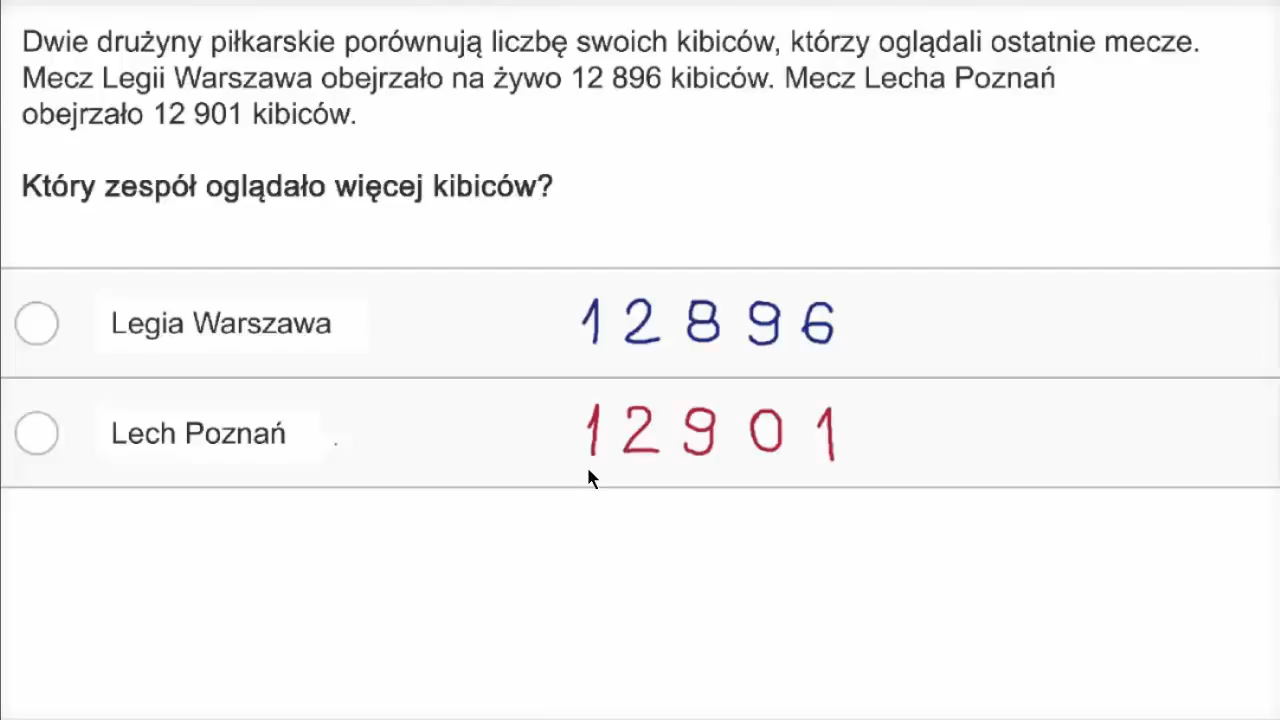 Dwie drużyny piłkarskie porównują liczbę swoich kibiców, którzy oglądali ostatnie mecze.
Mecz Legii Warszawa obejrzało na żywo 12 896 kibiców. Mecz Lecha Poznań
obejrzało 12 901 kibiców.
Który zespół oglądało więcej kibiców?
Legia Warszawa 12896
Lech Poznań 12901